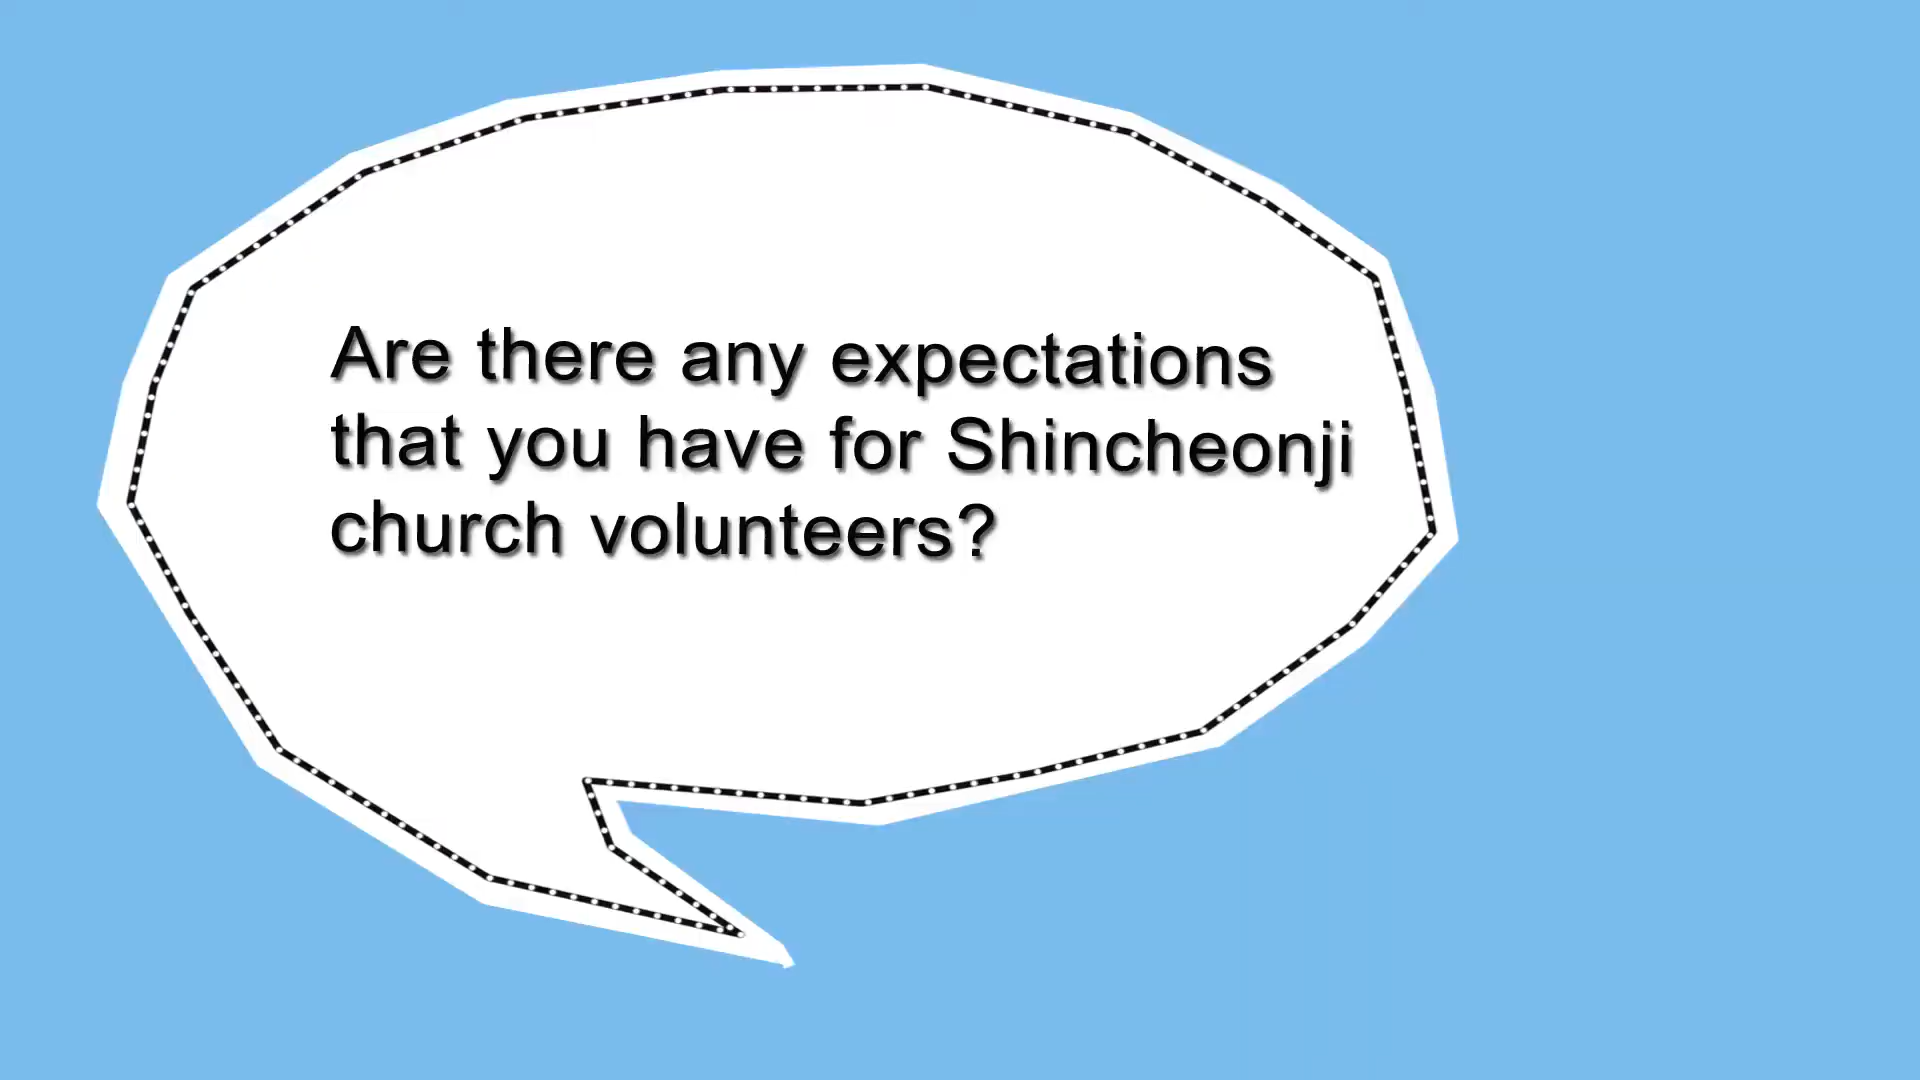 Are there any expectations
that you have for Shincheonji
church volunteers?